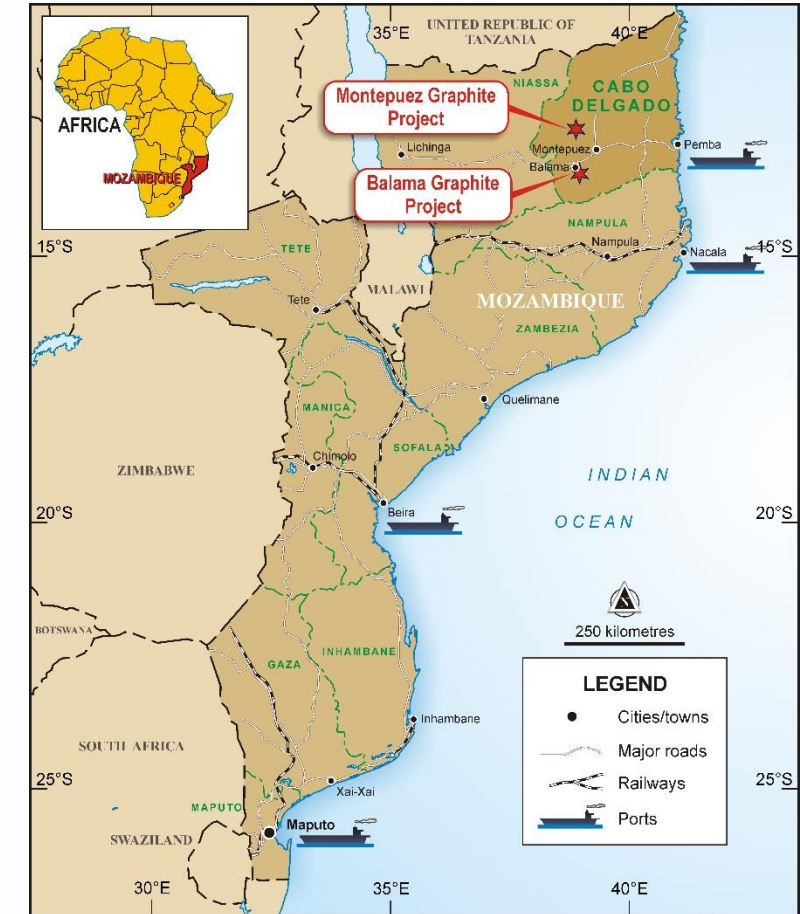 AFRICA
MOZAMBIQUE
35°E
40°E
UNITED REPUBLIC OF
TANZANIA
NIASSA
CABO
DELGADO
Montepuez Graphite
Project
Lichinga
Montepuez
Pemba
Balama
Balama Graphite
Project
NAMPULA
15°S
TETE
Nampula
Nacala
15°S
MALAWI
Tete
MOZAMBIQUE
ZAMBEZIA
MANICA
Quelimane
SOFALA
Chimoio
ZIMBABWE
INDIAN
OCEAN
20°S
Beira
20°S
BOTSWANA
250 kilometres
GAZA
INHAMBANE
LEGEND
Cities/towns
Major roads
Railways
Ports
Inhambane
SOUTH AFRICA
25°S
Xai-Xai
25°S
MAPUTO
Maputo
SWAZILAND
30°E
35°E
40°E